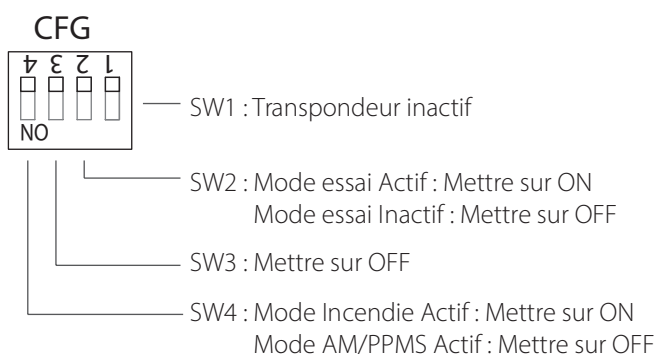 CFG
4 3 2 1
ON
SW1 : Transpondeur inactif
SW2 : Mode essai Actif : Mettre sur ON
Mode essai Inactif : Mettre sur OFF
SW3 : Mettre sur OFF
SW4 : Mode Incendie Actif : Mettre sur ON
Mode AM/PPMS Actif : Mettre sur OFF